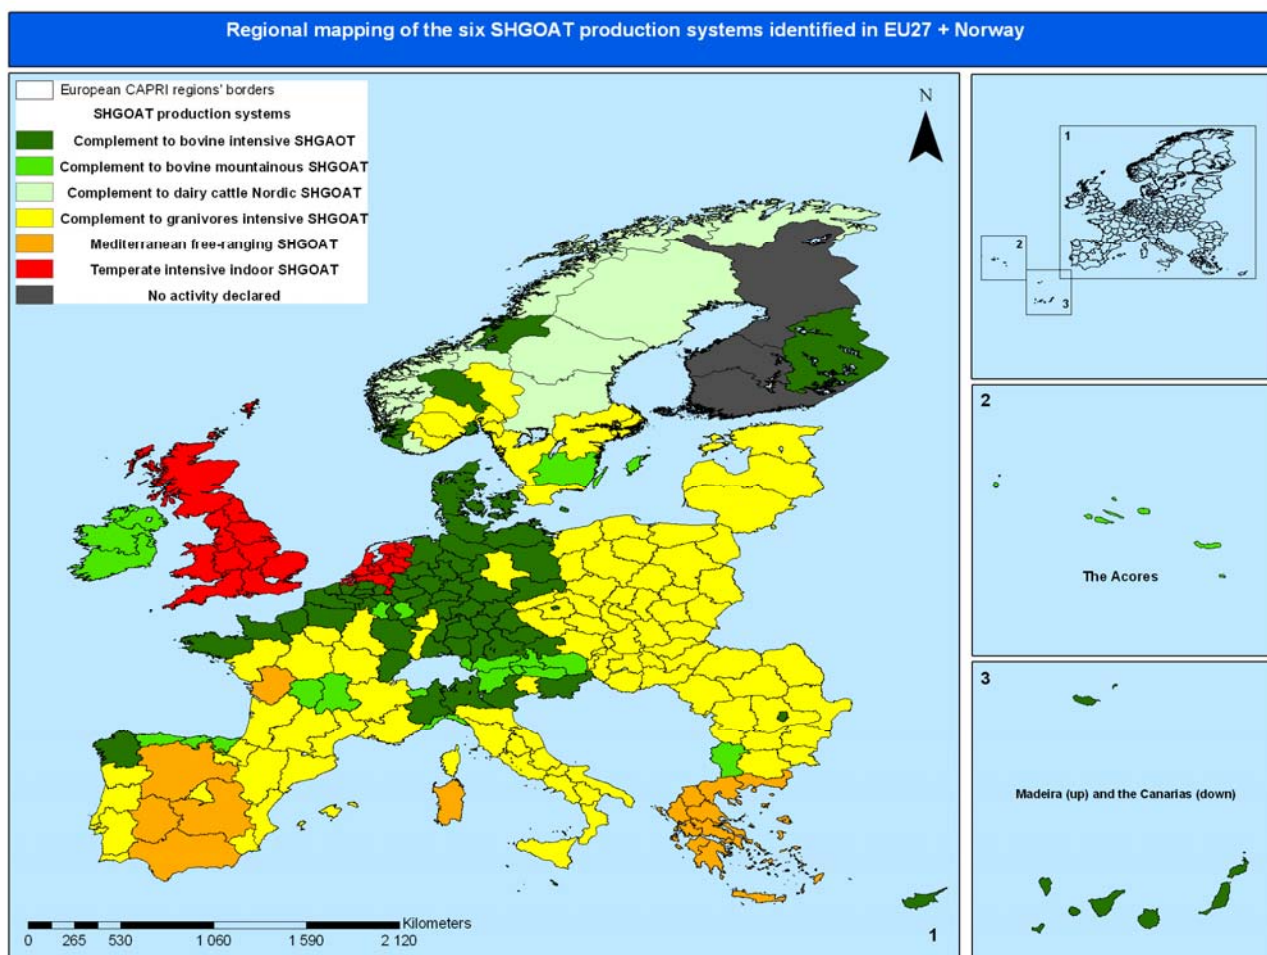 Regional mapping of the six SHGOAT production systems identified in EU27 + Norway
European CAPRI regions' borders
SHGOAT production systems
Complement to bovine intensive SHGAOT
Complement to bovine mountainous SHGOAT
Complement to dairy cattle Nordic SHGOAT
Complement to granivores intensive SHGOAT
Mediterranean free-ranging SHGOAT
Temperate intensive indoor SHGOAT
No activity declared
N
Kilometers
0 265 530 1 060 1 590 2 120
1
1
2
3
2
The Acores
3
Madeira (up) and the Canarias (down)